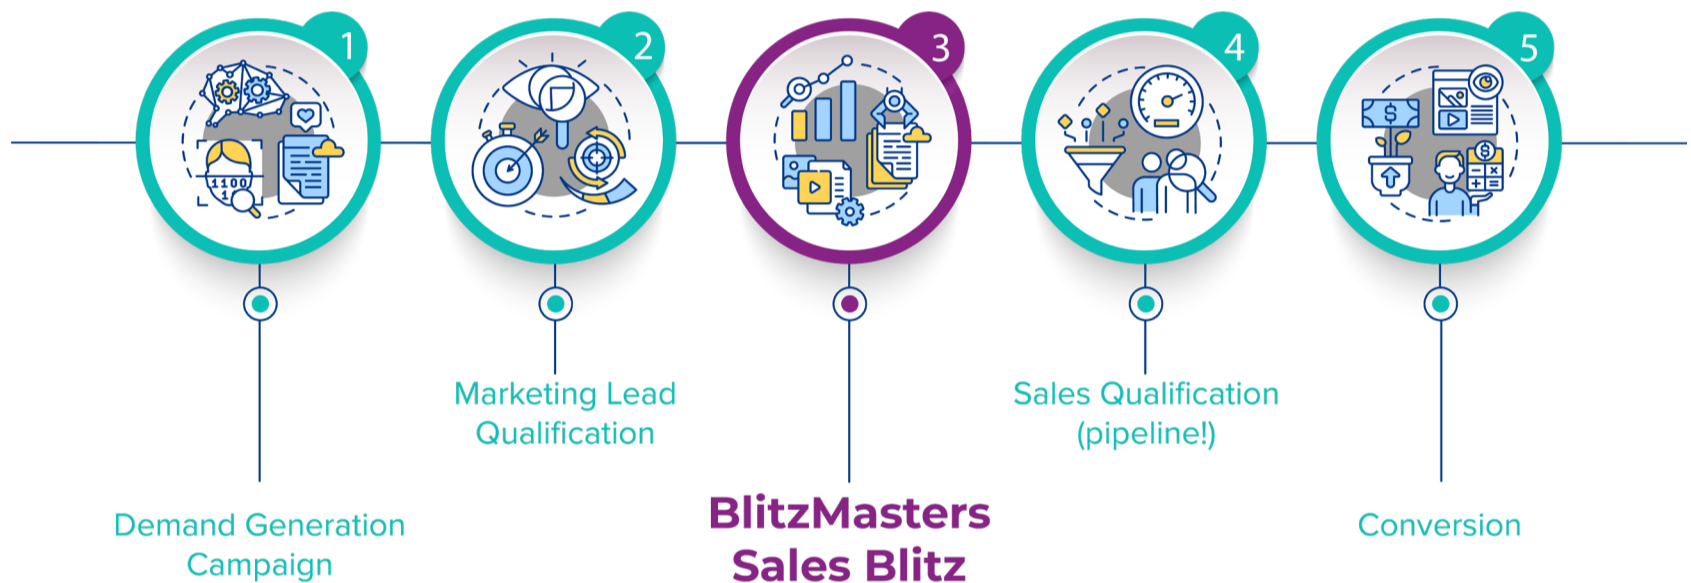 1
2
3
4
5
1100
1
$
$
Marketing Lead
Qualification
Sales Qualification
(pipeline!)
Demand Generation
Campaign
BlitzMasters
Sales Blitz
Conversion